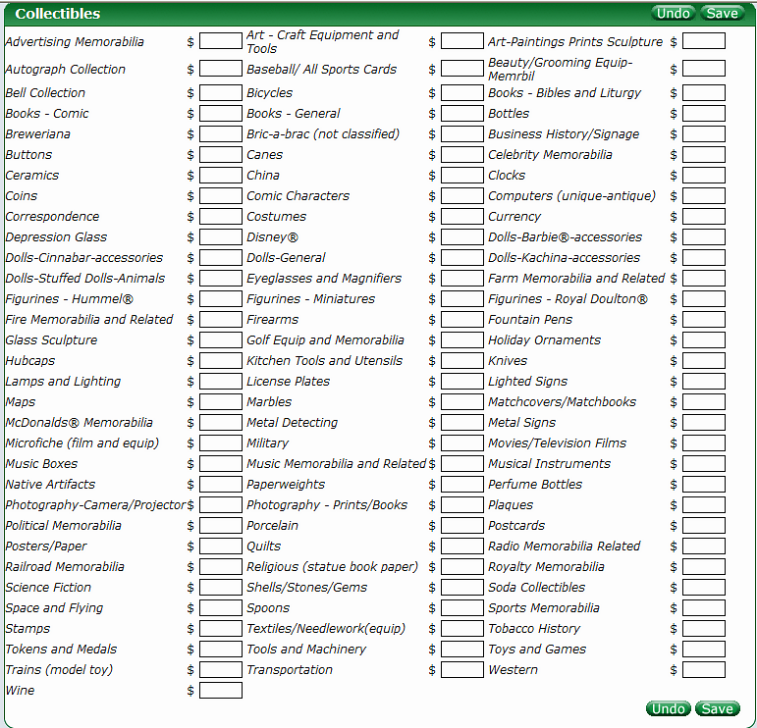 Collectibles Undo Save
Advertising Memorabilia $ Art - Craft Equipment and Tools $ Art-Paintings Prints Sculpture $
Autograph Collection $ Baseball/ All Sports Cards $ Beauty/Grooming Equip-Memrbil $
Bell Collection $ Bicycles $ Books - Bibles and Liturgy $
Books - Comic $ Books - General $ Bottles $
Breweriana $ Bric-a-brac (not classified) $ Business History/Signage $
Buttons $ Canes $ Celebrity Memorabilia $
Ceramics $ China $ Clocks $
Coins $ Comic Characters $ Computers (unique-antique) $
Correspondence $ Costumes $ Currency $
Depression Glass $ Disney® $ Dolls-Barbie®-accessories $
Dolls-Cinnabar-accessories $ Dolls-General $ Dolls-Kachina-accessories $
Dolls-Stuffed Dolls-Animals $ Eyeglasses and Magnifiers $ Farm Memorabilia and Related $
Figurines - Hummel® $ Figurines - Miniatures $ Figurines - Royal Doulton® $
Fire Memorabilia and Related $ Firearms $ Fountain Pens $
Glass Sculpture $ Golf Equip and Memorabilia $ Holiday Ornaments $
Hubcaps $ Kitchen Tools and Utensils $ Knives $
Lamps and Lighting $ License Plates $ Lighted Signs $
Maps $ Marbles $ Matchcovers/Matchbooks $
McDonalds® Memorabilia $ Metal Detecting $ Metal Signs $
Microfiche (film and equip) $ Military $ Movies/Television Films $
Music Boxes $ Music Memorabilia and Related $ Musical Instruments $
Native Artifacts $ Paperweights $ Perfume Bottles $
Photography-Camera/Projector $ Photography - Prints/Books $ Plaques $
Political Memorabilia $ Porcelain $ Postcards $
Posters/Paper $ Quilts $ Radio Memorabilia Related $
Railroad Memorabilia $ Religious (statue book paper) $ Royalty Memorabilia $
Science Fiction $ Shells/Stones/Gems $ Soda Collectibles $
Space and Flying $ Spoons $ Sports Memorabilia $
Stamps $ Textiles/Needlework(equip) $ Tobacco History $
Tokens and Medals $ Tools and Machinery $ Toys and Games $
Trains (model toy) $ Transportation $ Western $
Wine $
Undo Save